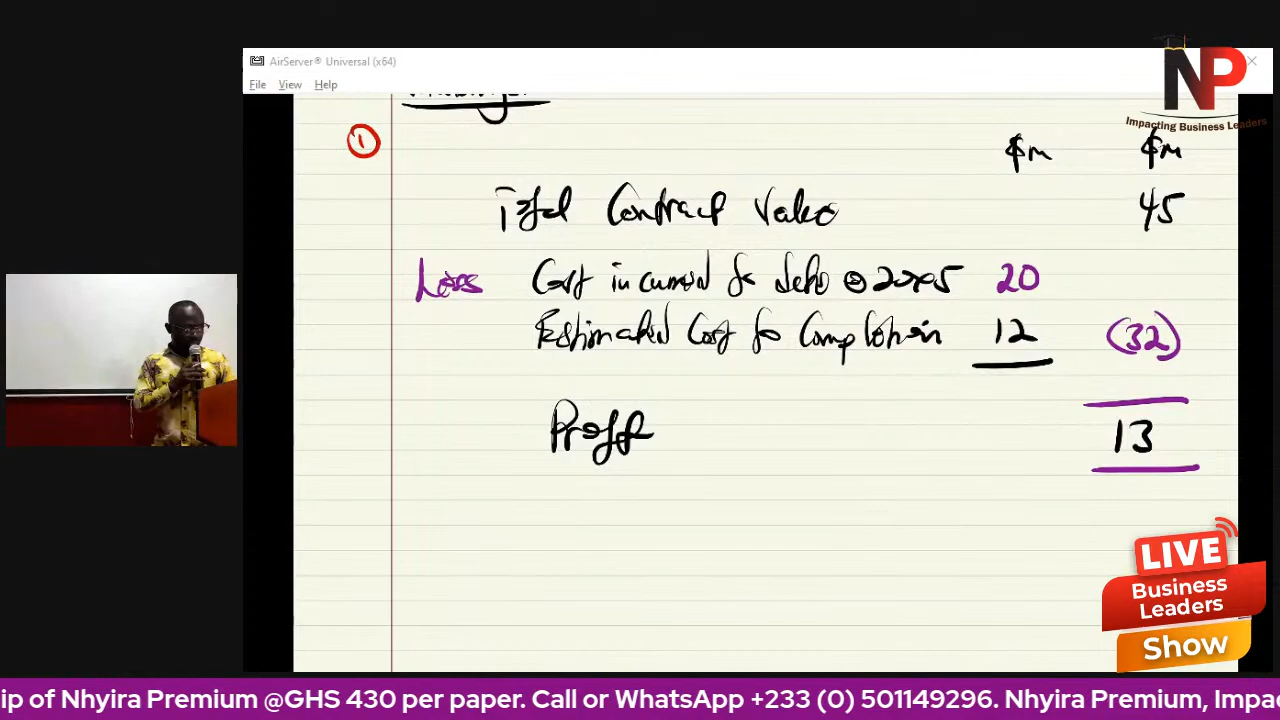 AirServer® Universal (x64)
File View Help
NP
Impacting Business Leaders
1
$m $m
Total Contract Value 45
Less Cost incurred to date @ 20x5 20
Estimated Cost to Completion 12 (32)
Profit 13
LIVE
Business
Leaders
Show
ip of Nhyira Premium @GHS 430 per paper. Call or WhatsApp +233 (0) 501149296. Nhyira Premium, Impac